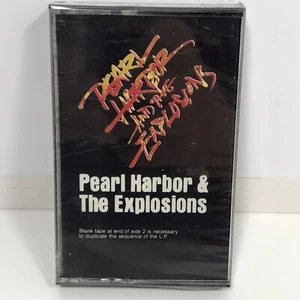 PEARL
HARBOR
AND THE
EXPLOSIONS
Pearl Harbor &
The Explosions
Blank tape at end of side 2 is necessary
to duplicate the sequence of the L.P.